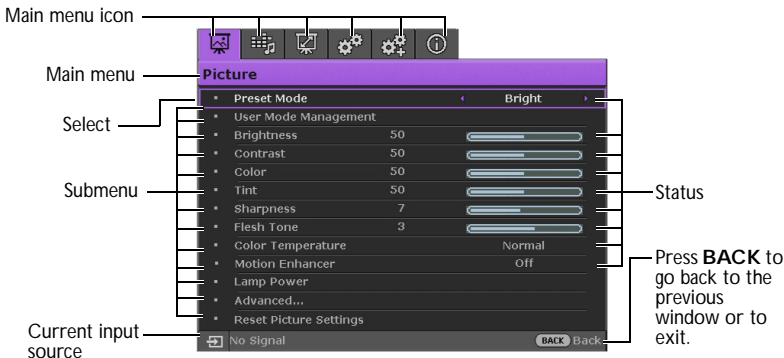 Main menu icon
Main menu
Picture
Select
Preset Mode Bright
User Mode Management
Brightness 50
Contrast 50
Color 50
Submenu
Tint 50
Status
Sharpness 7
Flesh Tone 3
Color Temperature Normal
Motion Enhancer Off
Lamp Power
Advanced...
Reset Picture Settings
Press BACK to
go back to the
previous
window or to
exit.
Current input
source
No Signal
BACK Back